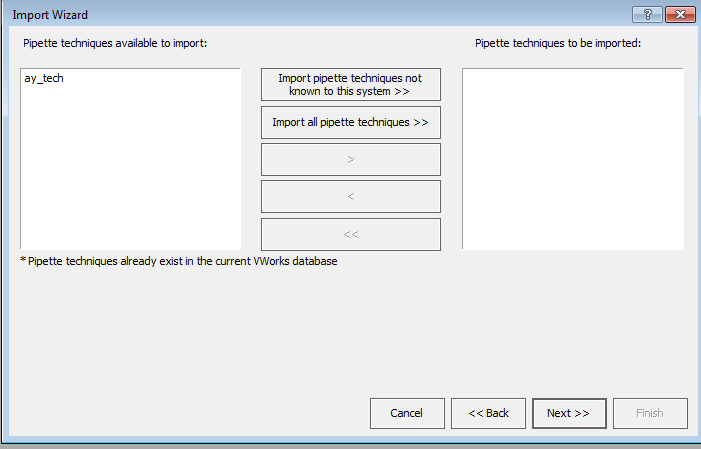 Import Wizard
?
Pipette techniques available to import:
Pipette techniques to be imported:
ay_tech
Import pipette techniques not
known to this system >>
Import all pipette techniques >>
>
<
<<
* Pipette techniques already exist in the current VWorks database
Cancel
<< Back
Next >>
Finish